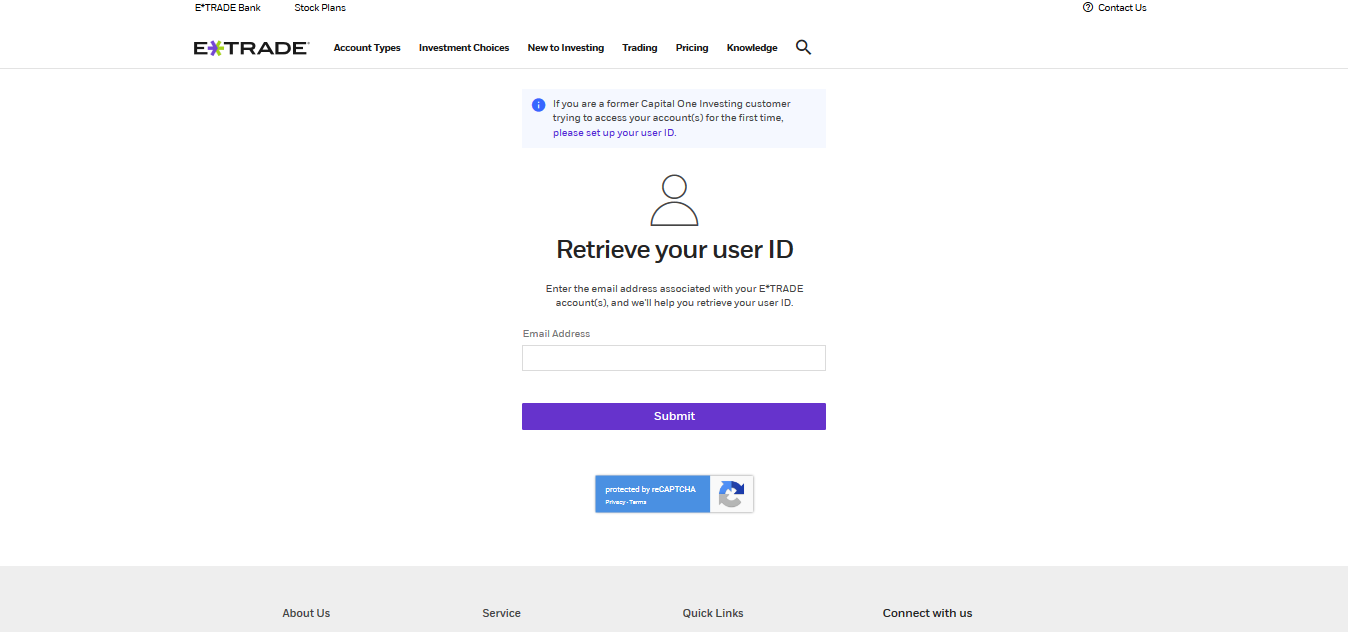 E*TRADE Bank
Stock Plans
Contact Us
E*TRADE
Account Types
Investment Choices
New to Investing
Trading
Pricing
Knowledge
If you are a former Capital One Investing customer
trying to access your account(s) for the first time,
please set up your user ID.
Retrieve your user ID
Enter the email address associated with your E*TRADE
account(s), and we'll help you retrieve your user ID.
Email Address
Submit
protected by reCAPTCHA
Privacy - Terms
About Us
Service
Quick Links
Connect with us